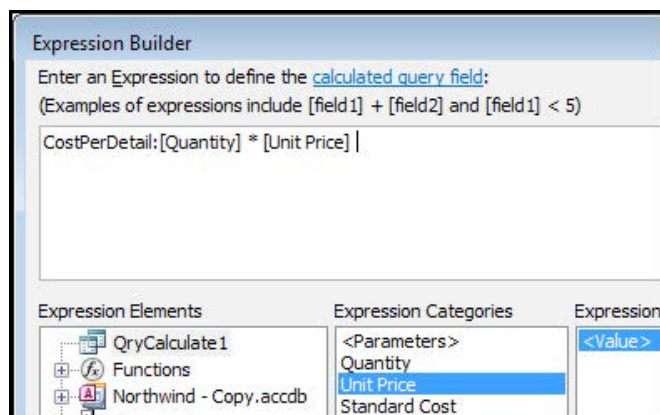 Expression Builder
Enter an Expression to define the calculated query field:
(Examples of expressions include [field1] + [field2] and [field1] < 5)
CostPerDetail:[Quantity] * [Unit Price]
Expression Elements
Expression Categories
Expression
QryCalculate1
<Parameters>
<Value>
Functions
Quantity
Northwind - Copy.accdb
Unit Price
Standard Cost